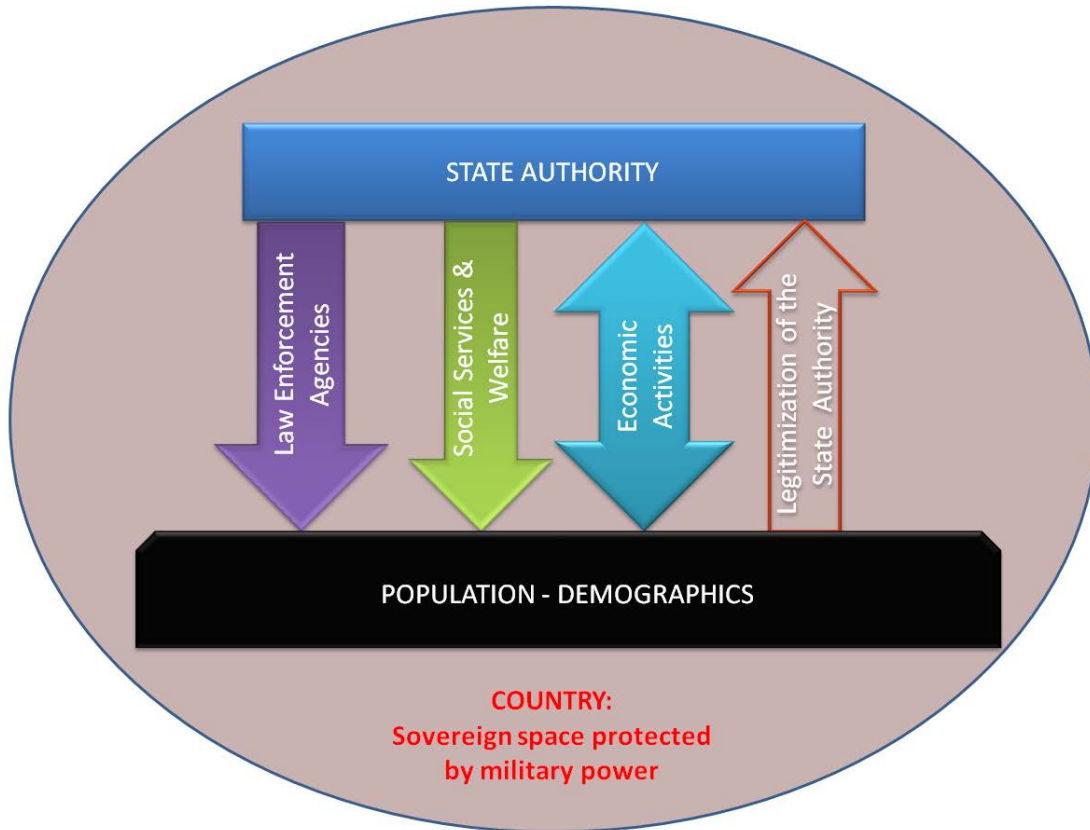 STATE AUTHORITY
Law Enforcement
Agencies
Social Services &
Welfare
Economic
Activities
Legitimization of the
State Authority
POPULATION - DEMOGRAPHICS
COUNTRY:
Sovereign space protected
by military power